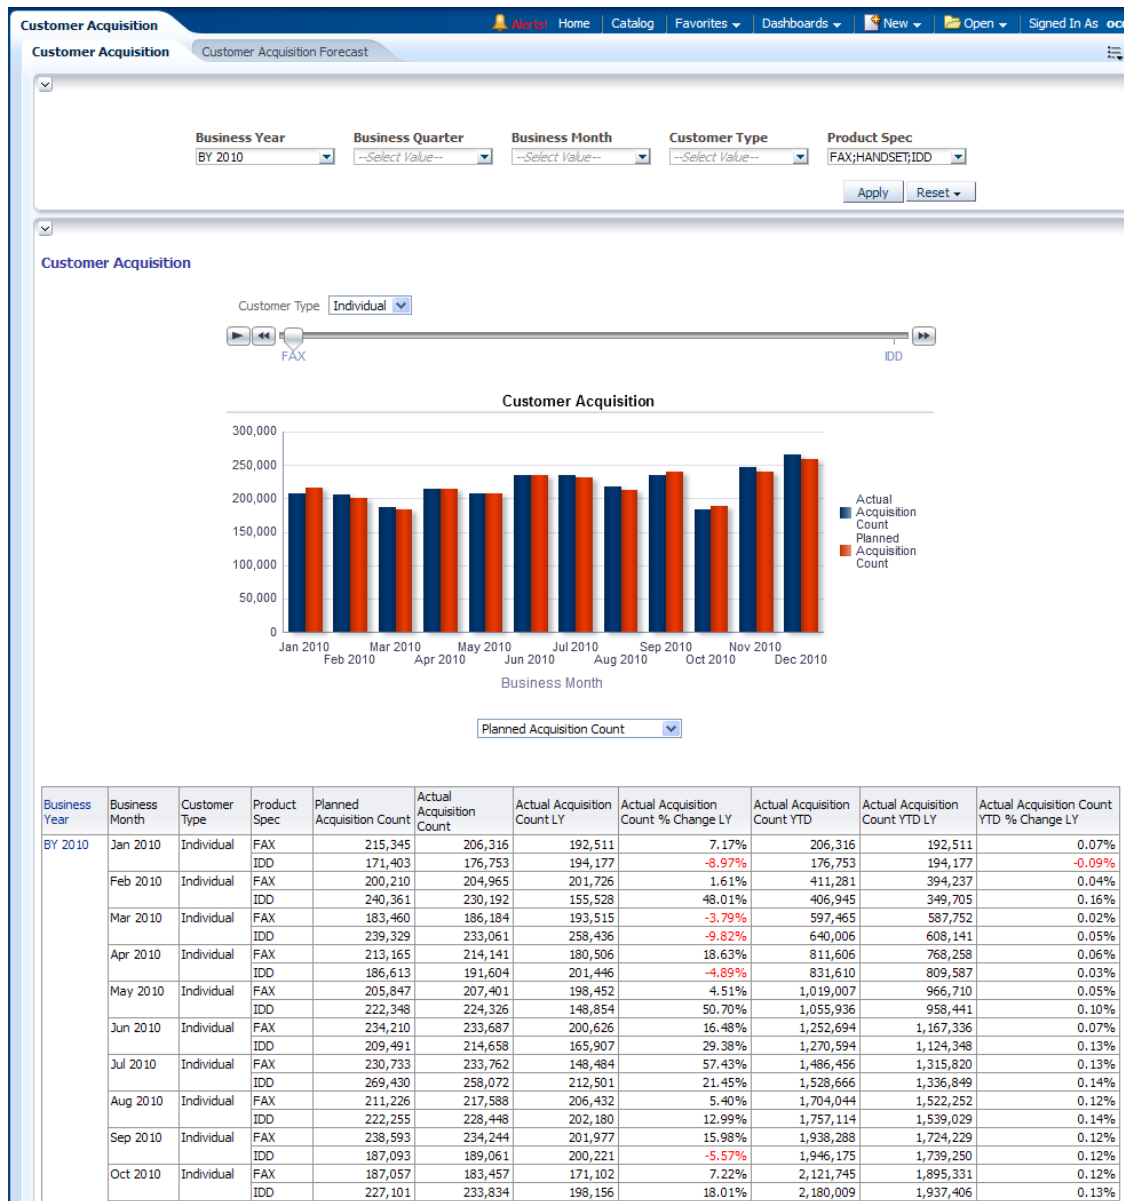 Customer Acquisition
Alerts! Home Catalog Favorites Dashboards New Open Signed In As
Customer Acquisition Customer Acquisition Forecast
Business Year Business Quarter Business Month Customer Type Product Spec
BY 2010 --Select Value-- --Select Value-- --Select Value-- FAX;HANDSET;IDD
Apply Reset
Customer Acquisition
Customer Type Individual
FAX IDD
Customer Acquisition
300,000
250,000
200,000
150,000
100,000
50,000
0
Actual
Acquisition
Count
Planned
Acquisition
Count
Jan 2010 Mar 2010 May 2010 Jul 2010 Sep 2010 Nov 2010
Feb 2010 Apr 2010 Jun 2010 Aug 2010 Oct 2010 Dec 2010
Business Month
Planned Acquisition Count
Business Year Business Month Customer Type Product Spec Planned Acquisition Count Actual Acquisition Count Actual Acquisition Count LY Actual Acquisition Count % Change LY Actual Acquisition Count YTD Actual Acquisition Count YTD LY Actual Acquisition Count YTD % Change LY
BY 2010 Jan 2010 Individual FAX 215,345 206,316 192,511 7.17% 206,316 192,511 0.07%
IDD 171,403 176,753 194,177 -8.97% 176,753 194,177 -0.09%
Feb 2010 Individual FAX 200,210 204,965 201,726 1.61% 411,281 394,237 0.04%
IDD 240,361 230,192 155,528 48.01% 406,945 349,705 0.16%
Mar 2010 Individual FAX 183,460 186,184 193,515 -3.79% 597,465 587,752 0.02%
IDD 239,329 233,061 258,436 -9.82% 640,006 608,141 0.05%
Apr 2010 Individual FAX 213,165 214,141 180,506 18.63% 811,606 768,258 0.06%
IDD 186,613 191,604 201,446 -4.89% 831,610 809,587 0.03%
May 2010 Individual FAX 205,847 207,401 198,452 4.51% 1,019,007 966,710 0.05%
IDD 222,348 224,326 148,854 50.70% 1,055,936 958,441 0.10%
Jun 2010 Individual FAX 234,210 233,687 200,626 16.48% 1,252,694 1,167,336 0.07%
IDD 209,491 214,658 165,907 29.38% 1,270,594 1,124,348 0.13%
Jul 2010 Individual FAX 230,733 233,762 148,484 57.43% 1,486,456 1,315,820 0.13%
IDD 269,430 258,072 212,501 21.45% 1,528,666 1,336,849 0.14%
Aug 2010 Individual FAX 211,226 217,588 206,432 5.40% 1,704,044 1,522,252 0.12%
IDD 222,255 228,448 202,180 12.99% 1,757,114 1,539,029 0.14%
Sep 2010 Individual FAX 238,593 234,244 201,977 15.98% 1,938,288 1,724,229 0.12%
IDD 187,093 189,061 200,221 -5.57% 1,946,175 1,739,250 0.12%
Oct 2010 Individual FAX 187,057 183,457 171,102 7.22% 2,121,745 1,895,331 0.12%
IDD 227,101 233,834 198,156 18.01% 2,180,009 1,937,406 0.13%